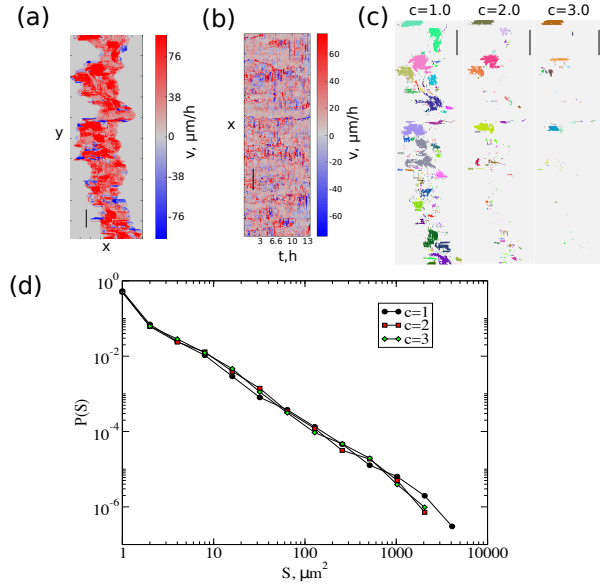 (a)
76
38
0
-38
-76
v, µm/h
y
x
(b)
60
40
20
0
-20
-40
-60
v, µm/h
x
3 6.6 10 13
t,h
(c)
c=1.0 c=2.0 c=3.0
(d)
10^0
10^-2
10^-4
10^-6
P(S)
c=1
c=2
c=3
1 10 100 1000 10000
S, µm^2